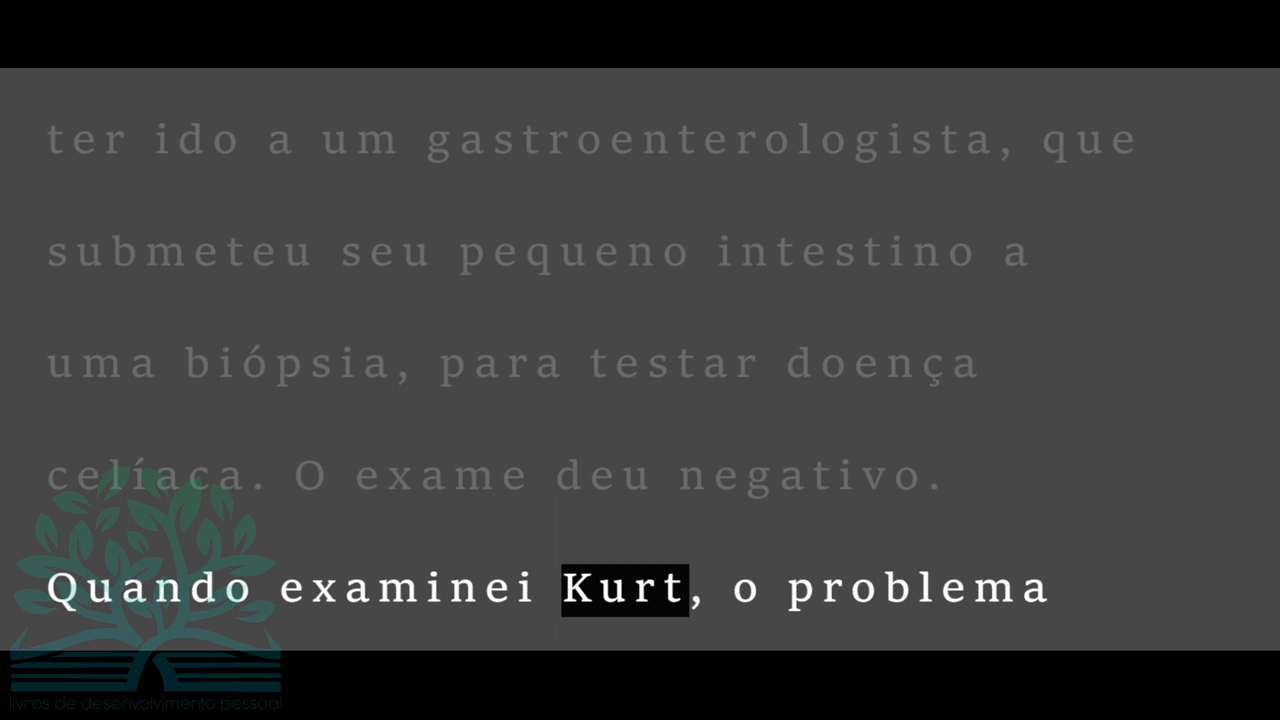 ter ido a um gastroenterologista, que
submeteu seu pequeno intestino a
uma biópsia, para testar doença
celíaca. O exame deu negativo.
Quando examinei Kurt, o problema
livros de desenvolvimento pessoal